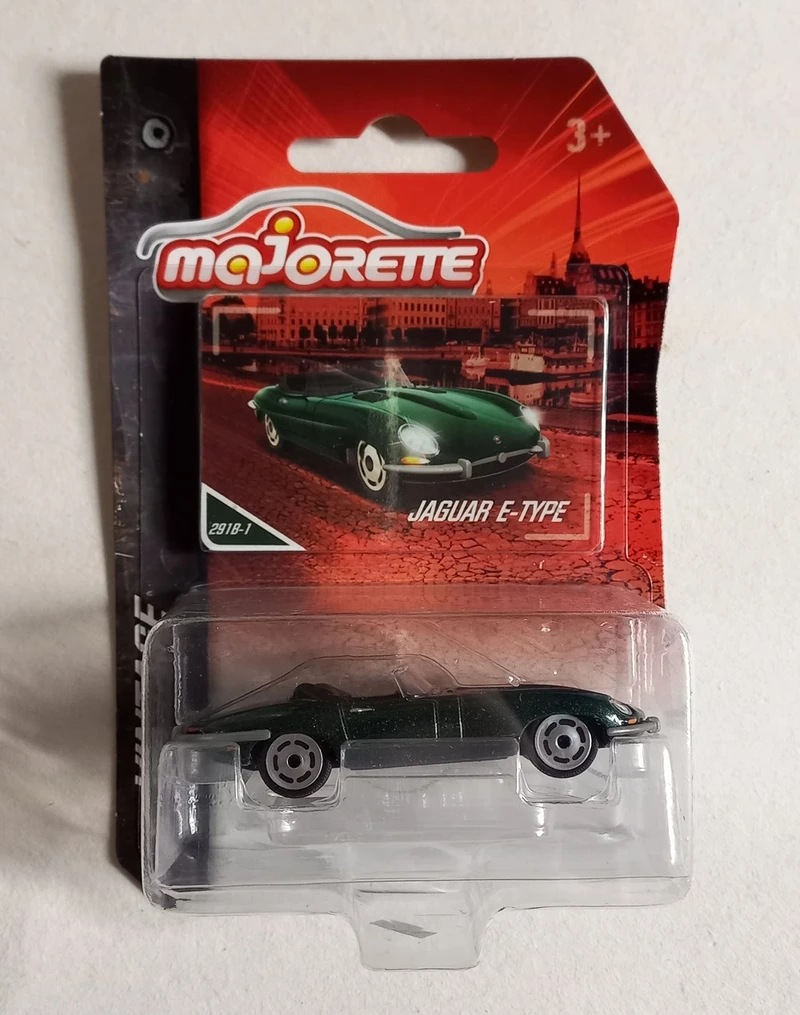 3+
majORETTE
JAGUAR E-TYPE
291B-1
VINTAGE